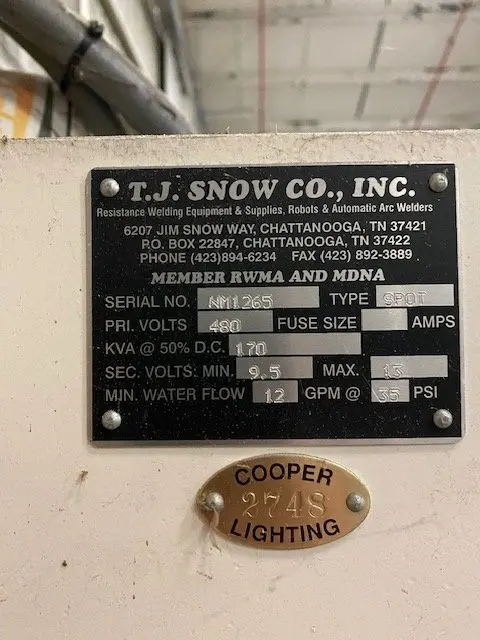 T.J. SNOW CO., INC.
Resistance Welding Equipment & Supplies, Robots & Automatic Arc Welders
6207 JIM SNOW WAY, CHATTANOOGA, TN 37421
P.O. BOX 22847, CHATTANOOGA, TN 37422
PHONE (423)894-6234 FAX (423) 892-3889
MEMBER RWMA AND MDNA
SERIAL NO. NM1265 TYPE SPOT
PRI. VOLTS 480 FUSE SIZE AMPS
KVA @ 50% D.C. 170
SEC. VOLTS: MIN. 9.5 MAX. 13
MIN. WATER FLOW 12 GPM @ 35 PSI
COOPER
2748
LIGHTING